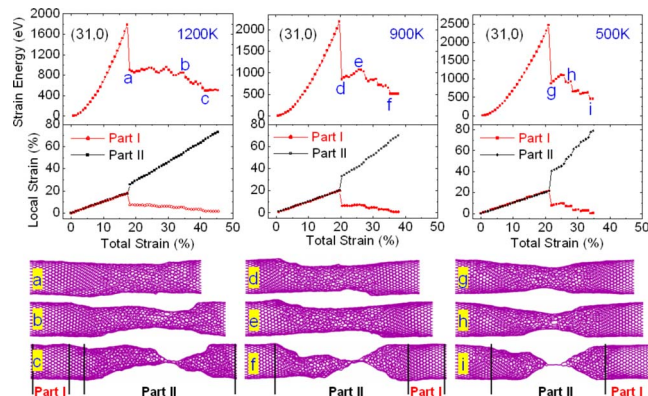 Strain Energy (eV)
2000
1600
1200
800
400
0
(31,0)
1200K
a
b
c
2000
1500
1000
500
0
(31,0)
900K
d
e
f
2500
2000
1500
1000
500
0
(31,0)
500K
g
h
i
Local Strain (%)
80
60
40
20
0
Part I
Part II
0 10 20 30 40 50
Total Strain (%)
80
60
40
20
0
Part I
Part II
0 10 20 30 40
Total Strain (%)
80
60
40
20
0
Part I
Part II
0 10 20 30 40
Total Strain (%)
a
b
c
Part I
Part II
d
e
f
Part II
Part I
g
h
i
Part II
Part I